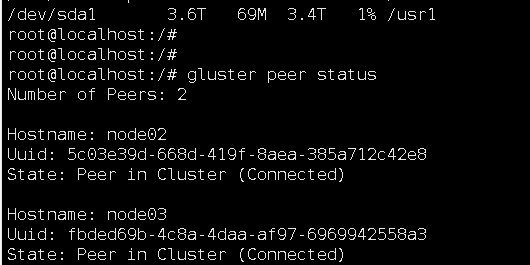 /dev/sda1 3.6T 69M 3.4T 1% /usr1
root@localhost:/#
root@localhost:/#
root@localhost:/# gluster peer status
Number of Peers: 2
Hostname: node02
Uuid: 5c03e39d-668d-419f-8aea-385a712c42e8
State: Peer in Cluster (Connected)
Hostname: node03
Uuid: fbded69b-4c8a-4daa-af97-6969942558a3
State: Peer in Cluster (Connected)